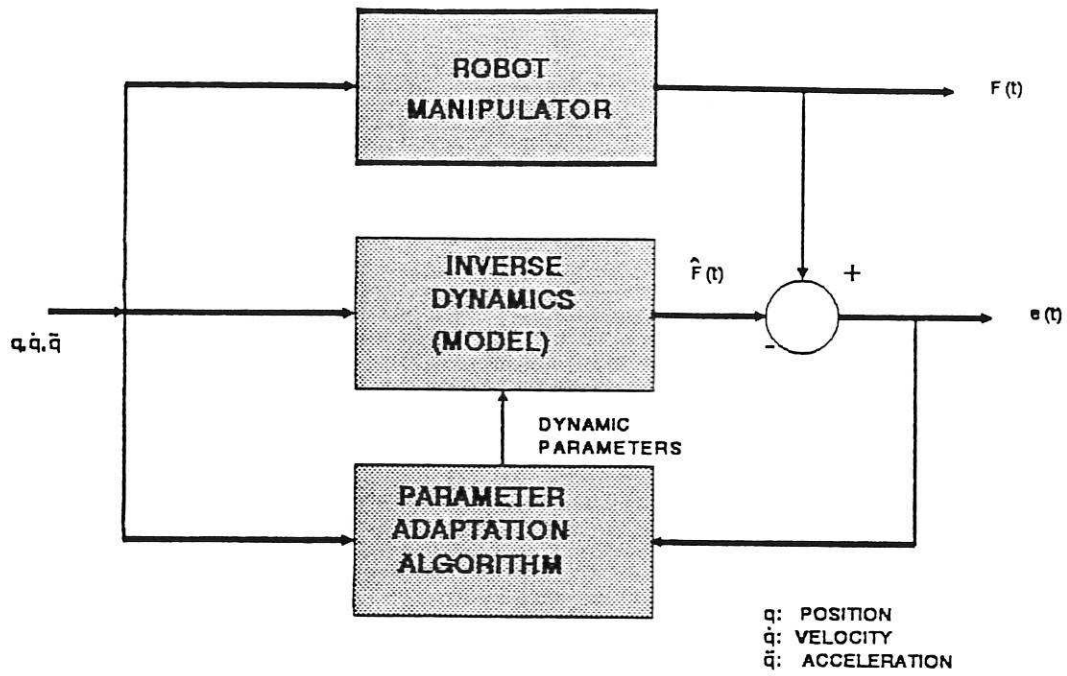 ROBOT
MANIPULATOR
F(t)
INVERSE
DYNAMICS
(MODEL)
F̂(t)
+
-
e(t)
q, q̇, q̈
DYNAMIC
PARAMETERS
PARAMETER
ADAPTATION
ALGORITHM
q: POSITION
q̇: VELOCITY
q̈: ACCELERATION